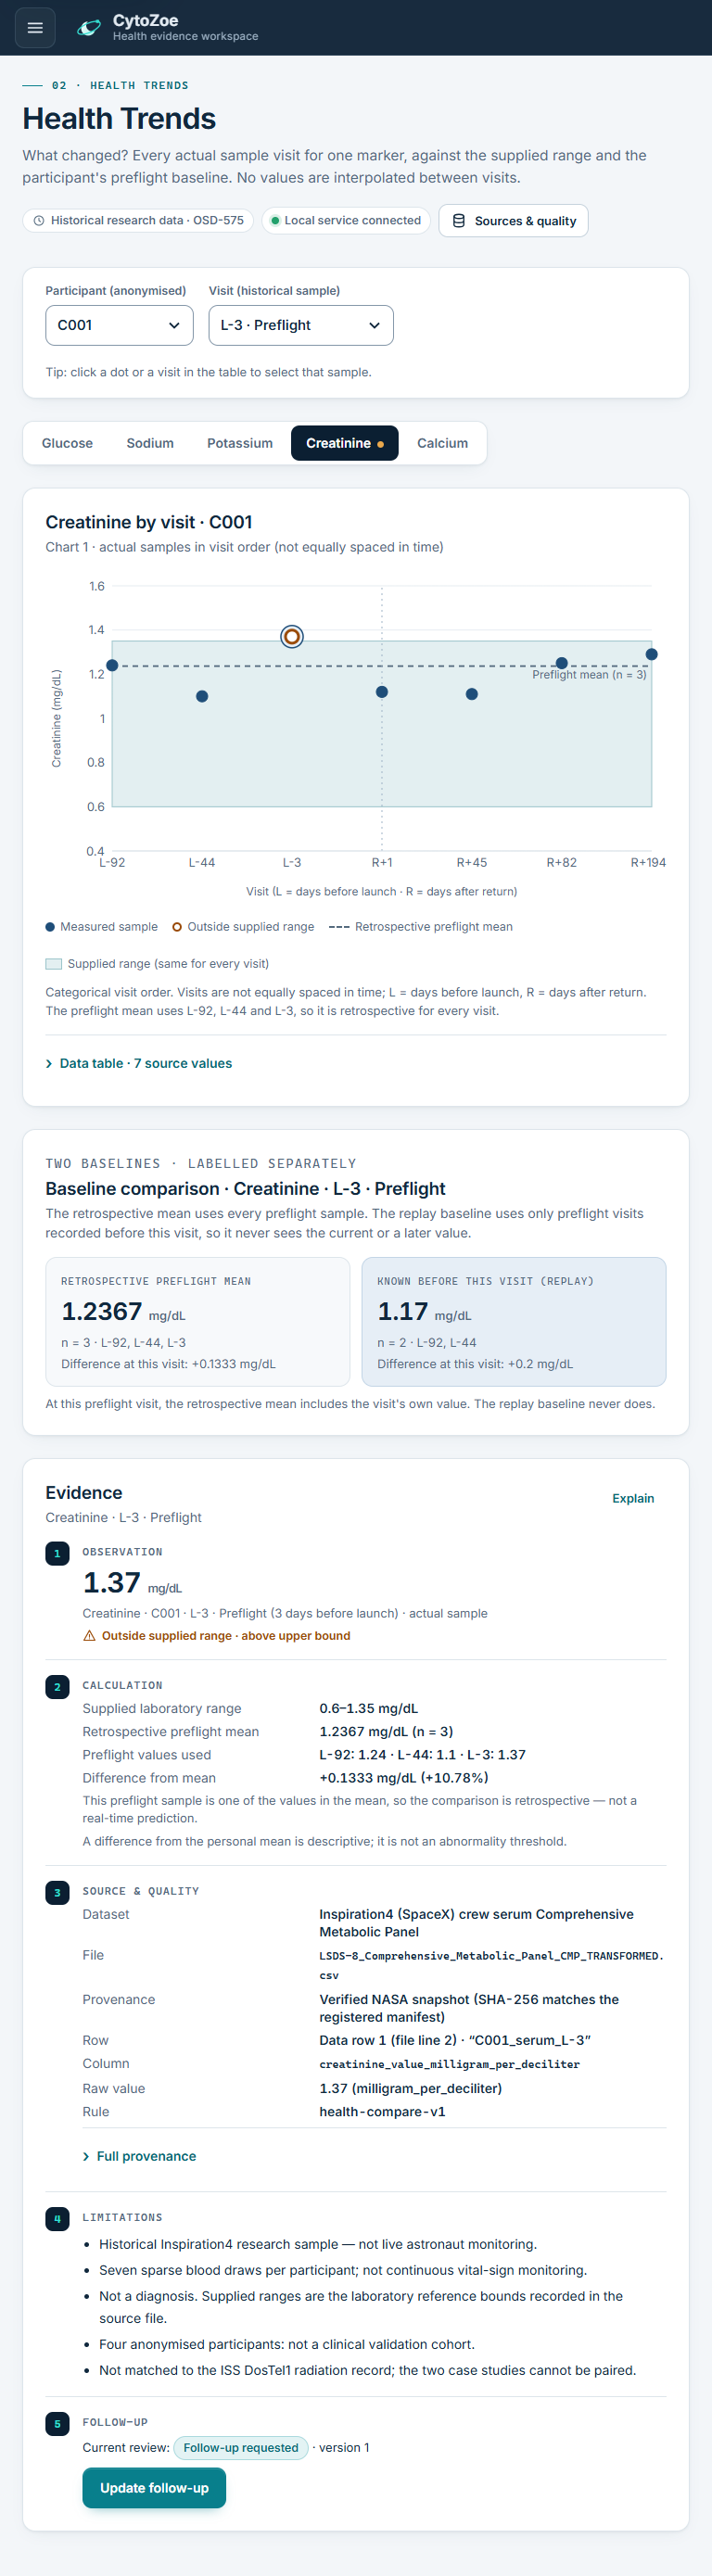 CytoZoe
Health evidence workspace
02 · HEALTH TRENDS
Health Trends
What changed? Every actual sample visit for one marker, against the supplied range and the
participant's preflight baseline. No values are interpolated between visits.
Historical research data · OSD-575
Local service connected
Sources & quality
Participant (anonymised)
Visit (historical sample)
C001
L-3 · Preflight
Tip: click a dot or a visit in the table to select that sample.
Glucose
Sodium
Potassium
Creatinine
Calcium
Creatinine by visit · C001
Chart 1 · actual samples in visit order (not equally spaced in time)
1.6
1.4
1.2
1
0.8
0.6
0.4
Creatinine (mg/dL)
Preflight mean (n = 3)
L-92
L-44
L-3
R+1
R+45
R+82
R+194
Visit (L = days before launch · R = days after return)
Measured sample
Outside supplied range
Retrospective preflight mean
Supplied range (same for every visit)
Categorical visit order. Visits are not equally spaced in time; L = days before launch, R = days after return.
The preflight mean uses L-92, L-44 and L-3, so it is retrospective for every visit.
Data table · 7 source values
TWO BASELINES · LABELLED SEPARATELY
Baseline comparison · Creatinine · L-3 · Preflight
The retrospective mean uses every preflight sample. The replay baseline uses only preflight visits
recorded before this visit, so it never sees the current or a later value.
RETROSPECTIVE PREFLIGHT MEAN
1.2367 mg/dL
n = 3 · L-92, L-44, L-3
Difference at this visit: +0.1333 mg/dL
KNOWN BEFORE THIS VISIT (REPLAY)
1.17 mg/dL
n = 2 · L-92, L-44
Difference at this visit: +0.2 mg/dL
At this preflight visit, the retrospective mean includes the visit's own value. The replay baseline never does.
Evidence
Explain
Creatinine · L-3 · Preflight
1
OBSERVATION
1.37 mg/dL
Creatinine · C001 · L-3 · Preflight (3 days before launch) · actual sample
Outside supplied range · above upper bound
2
CALCULATION
Supplied laboratory range
0.6–1.35 mg/dL
Retrospective preflight mean
1.2367 mg/dL (n = 3)
Preflight values used
L-92: 1.24 · L-44: 1.1 · L-3: 1.37
Difference from mean
+0.1333 mg/dL (+10.78%)
This preflight sample is one of the values in the mean, so the comparison is retrospective — not a
real-time prediction.
A difference from the personal mean is descriptive; it is not an abnormality threshold.
3
SOURCE & QUALITY
Dataset
Inspiration4 (SpaceX) crew serum Comprehensive
Metabolic Panel
File
LSDS-8_Comprehensive_Metabolic_Panel_CMP_TRANSFORMED.
csv
Provenance
Verified NASA snapshot (SHA-256 matches the
registered manifest)
Row
Data row 1 (file line 2) · “C001_serum_L-3”
Column
creatinine_value_milligram_per_deciliter
Raw value
1.37 (milligram_per_deciliter)
Rule
health-compare-v1
Full provenance
4
LIMITATIONS
• Historical Inspiration4 research sample — not live astronaut monitoring.
• Seven sparse blood draws per participant; not continuous vital-sign monitoring.
• Not a diagnosis. Supplied ranges are the laboratory reference bounds recorded in the
source file.
• Four anonymised participants: not a clinical validation cohort.
• Not matched to the ISS DosTel1 radiation record; the two case studies cannot be paired.
5
FOLLOW-UP
Current review: Follow-up requested · version 1
Update follow-up